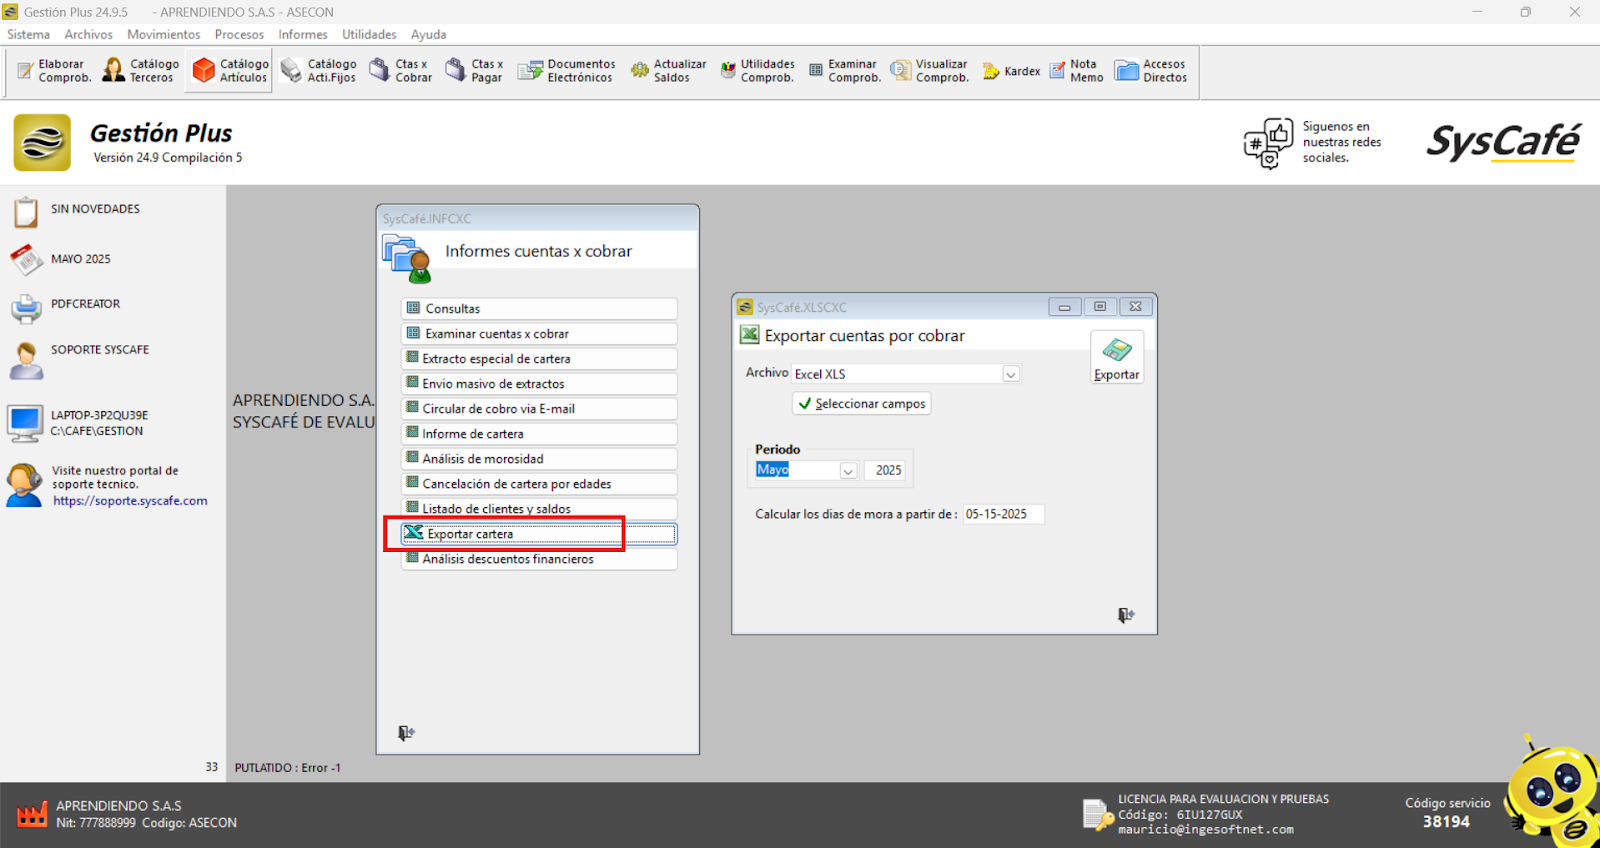 Gestión Plus 24.9.5 - APRENDIENDO S.A.S - ASECON
Sistema Archivos Movimientos Procesos Informes Utilidades Ayuda
Elaborar Comprob.
Catálogo Terceros
Catálogo Artículos
Catálogo Acti.Fijos
Ctas x Cobrar
Ctas x Pagar
Documentos Electrónicos
Actualizar Saldos
Utilidades Comprob.
Examinar Comprob.
Visualizar Comprob.
Kardex
Nota Memo
Accesos Directos
Gestión Plus
Versión 24.9 Compilación 5
Siguenos en
nuestras redes
sociales.
SysCafé
SIN NOVEDADES
MAYO 2025
PDFCREATOR
SOPORTE SYSCAFE
LAPTOP-3P2QU39E
C:\CAFE\GESTION
Visite nuestro portal de
soporte tecnico.
https://soporte.syscafe.com
APRENDIENDO S.A.
SYSCAFÉ DE EVALU
SysCafé.INFCXC
Informes cuentas x cobrar
Consultas
Examinar cuentas x cobrar
Extracto especial de cartera
Envio masivo de extractos
Circular de cobro via E-mail
Informe de cartera
Análisis de morosidad
Cancelación de cartera por edades
Listado de clientes y saldos
Exportar cartera
Análisis descuentos financieros
SysCafé.XLSCXC
Exportar cuentas por cobrar
Exportar
Archivo Excel XLS
Seleccionar campos
Periodo
Mayo 2025
Calcular los dias de mora a partir de : 05-15-2025
33 PUTLATIDO : Error -1
APRENDIENDO S.A.S
Nit: 777888999 Codigo: ASECON
LICENCIA PARA EVALUACION Y PRUEBAS
Código: 6IU127GUX
mauricio@ingesoftnet.com
Código servicio
38194